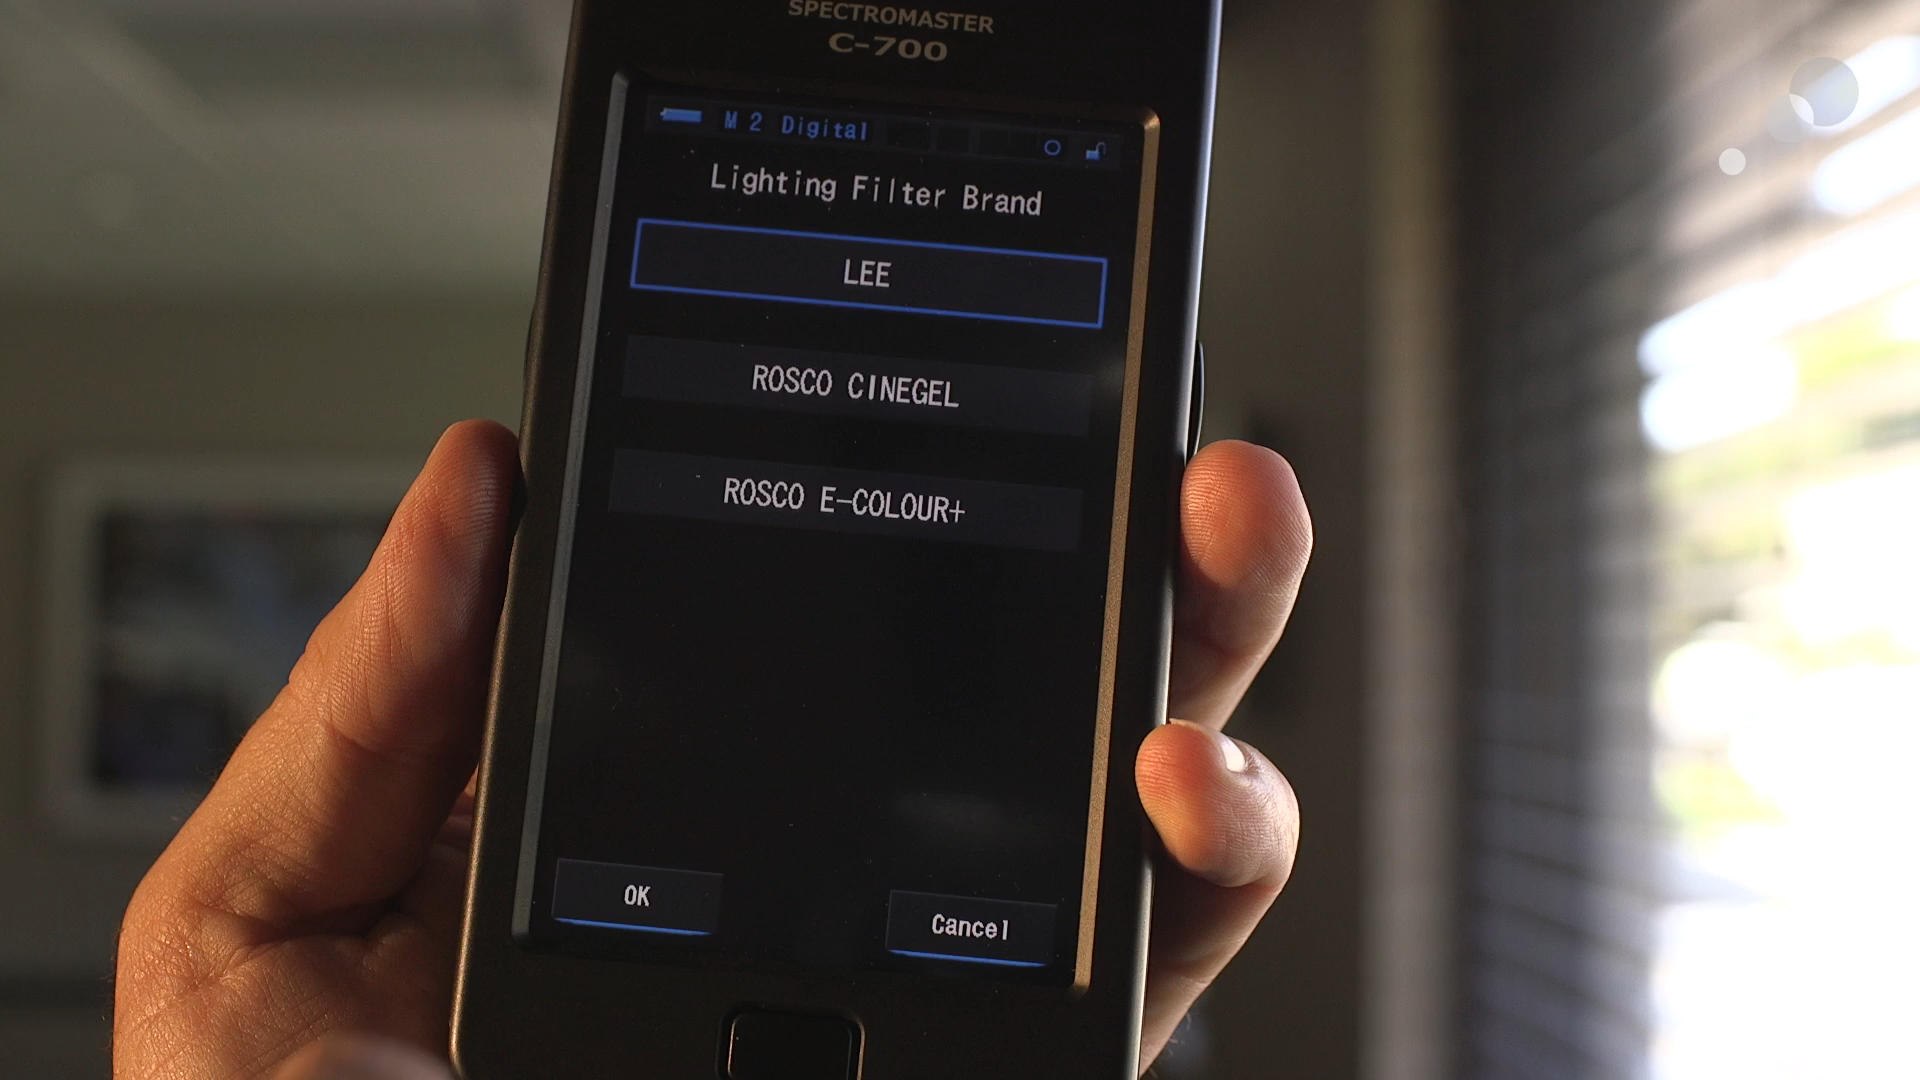 SPECTROMASTER
C-700
M 2 Digital
Lighting Filter Brand
LEE
ROSCO CINEGEL
ROSCO E-COLOUR+
OK
Cancel